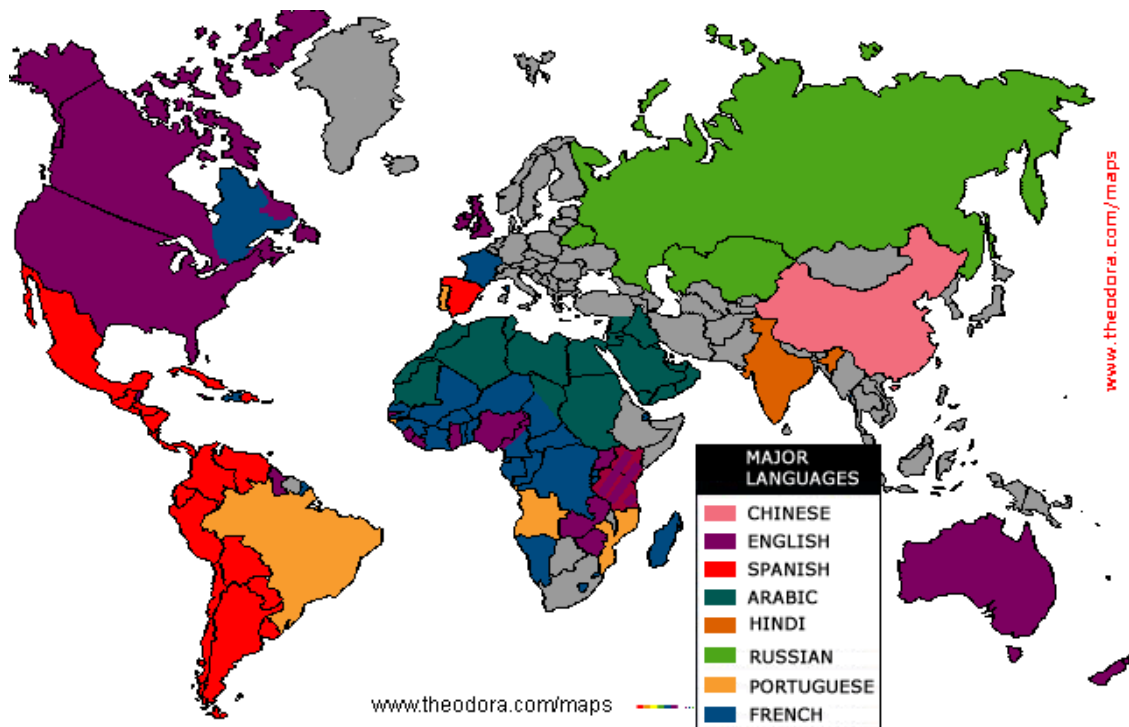 www.theodora.com/maps
MAJOR
LANGUAGES
CHINESE
ENGLISH
SPANISH
ARABIC
HINDI
RUSSIAN
PORTUGUESE
FRENCH
www.theodora.com/maps